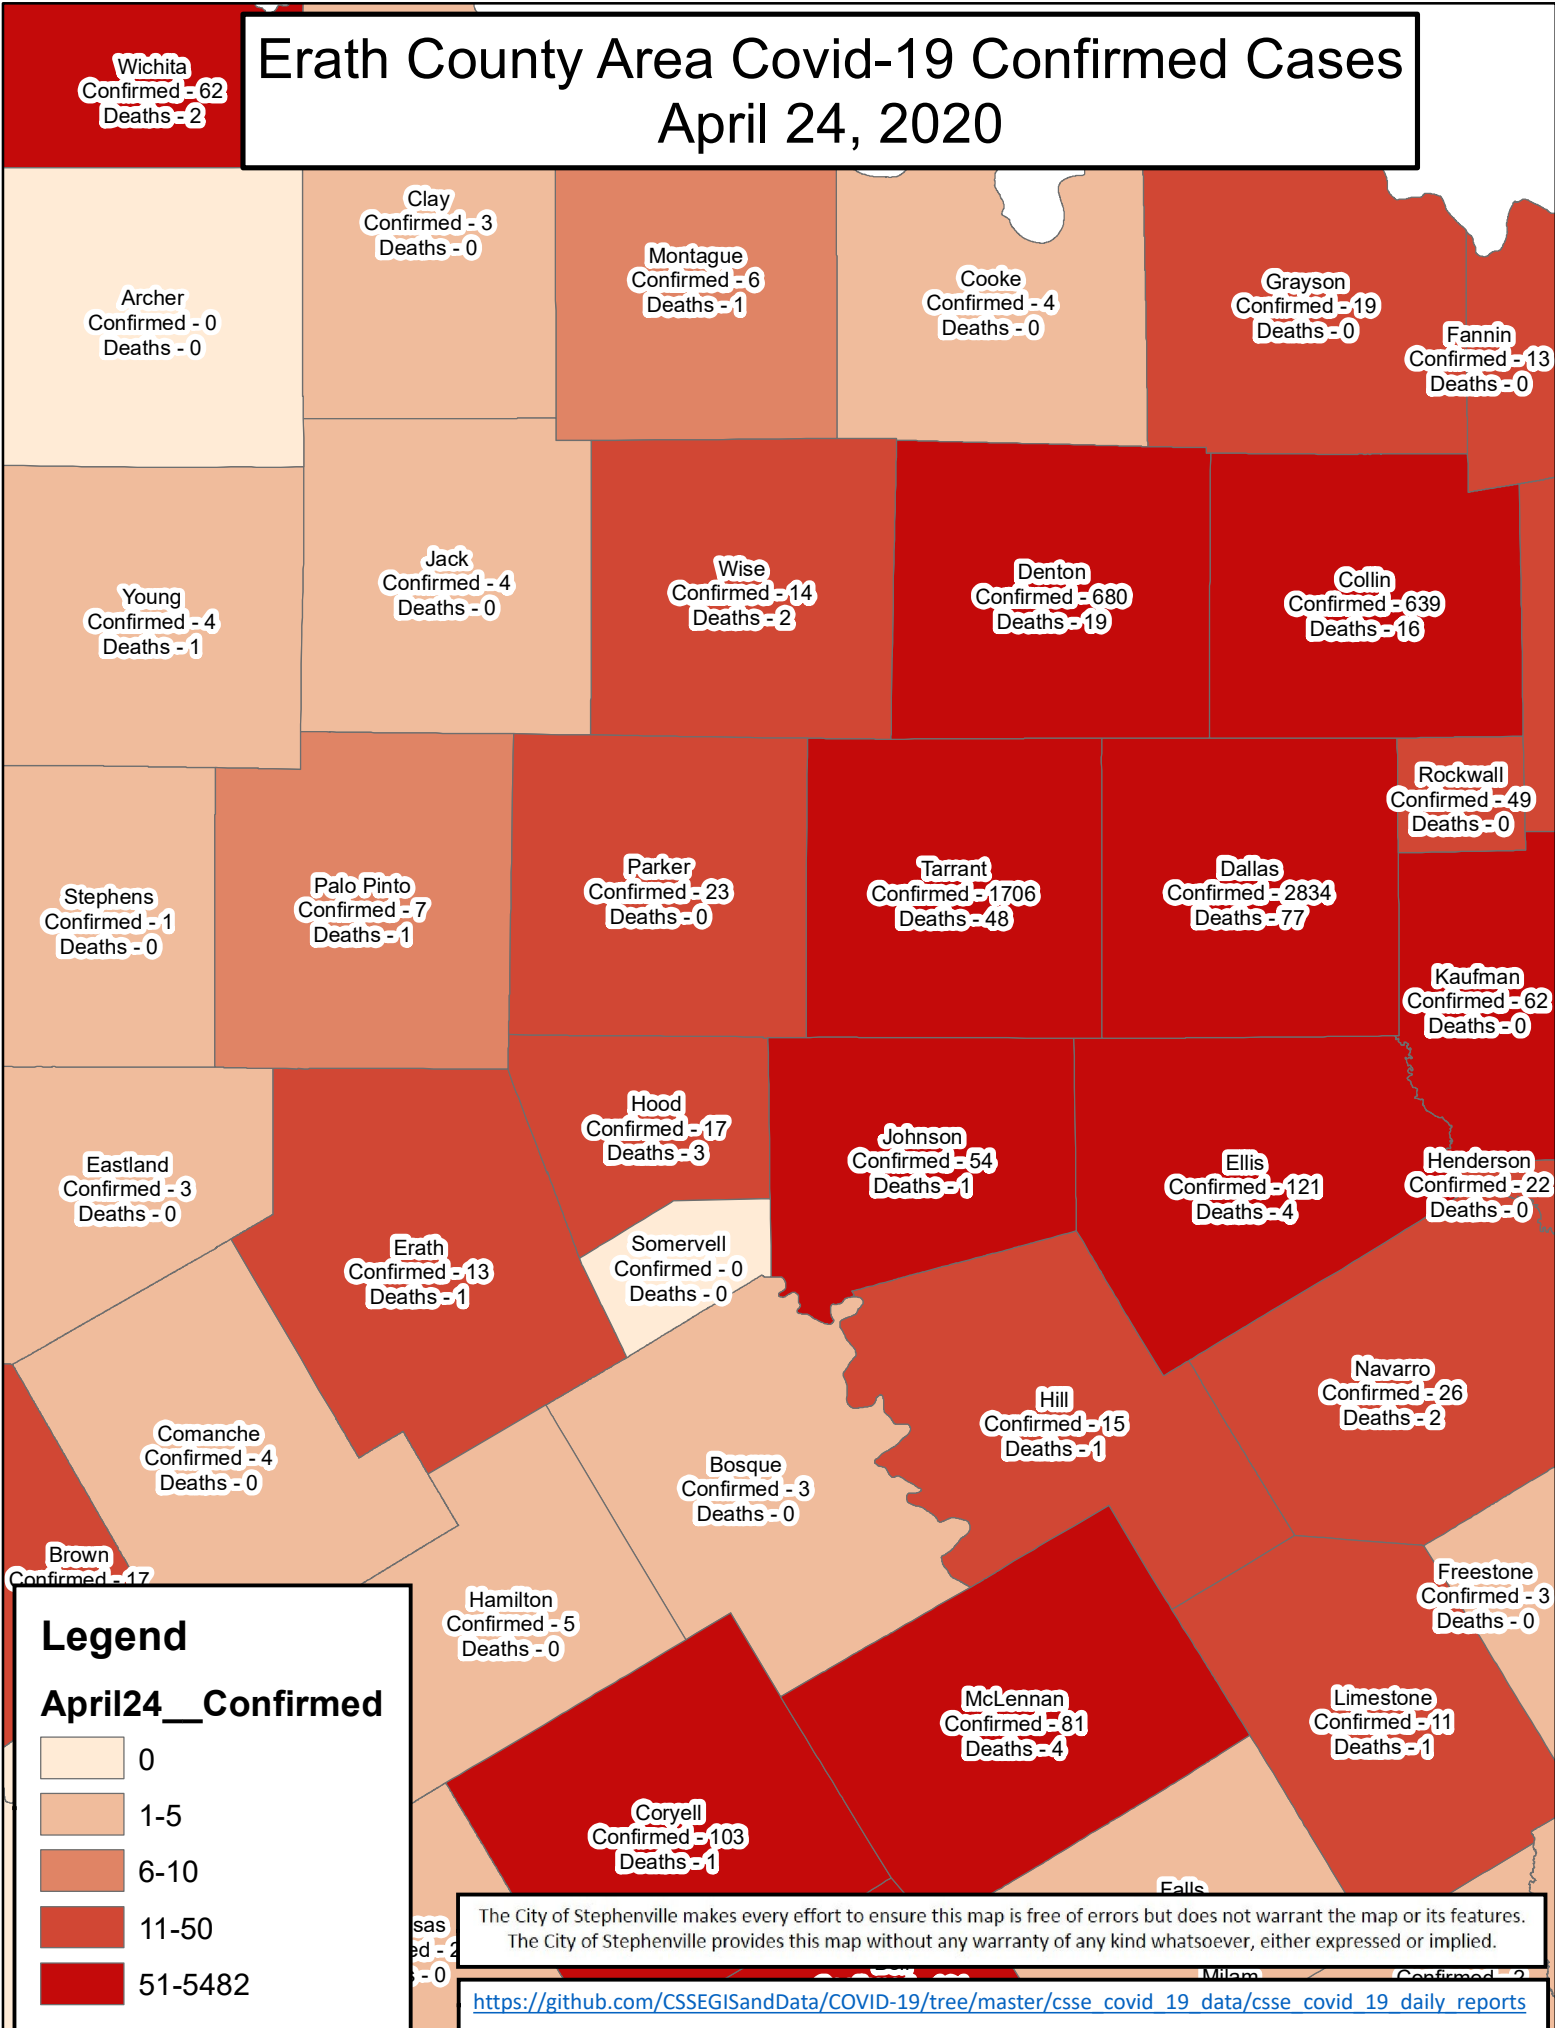 Erath County Area Covid-19 Confirmed Cases
April 24, 2020
Wichita
Confirmed - 62
Deaths - 2
Clay
Confirmed - 3
Deaths - 0
Montague
Confirmed - 6
Deaths - 1
Cooke
Confirmed - 4
Deaths - 0
Grayson
Confirmed - 19
Deaths - 0
Archer
Confirmed - 0
Deaths - 0
Fannin
Confirmed - 13
Deaths - 0
Jack
Confirmed - 4
Deaths - 0
Wise
Confirmed - 14
Deaths - 2
Denton
Confirmed - 680
Deaths - 19
Collin
Confirmed - 639
Deaths - 16
Young
Confirmed - 4
Deaths - 1
Rockwall
Confirmed - 49
Deaths - 0
Stephens
Confirmed - 1
Deaths - 0
Palo Pinto
Confirmed - 7
Deaths - 1
Parker
Confirmed - 23
Deaths - 0
Tarrant
Confirmed - 1706
Deaths - 48
Dallas
Confirmed - 2834
Deaths - 77
Kaufman
Confirmed - 62
Deaths - 0
Hood
Confirmed - 17
Deaths - 3
Johnson
Confirmed - 54
Deaths - 1
Eastland
Confirmed - 3
Deaths - 0
Ellis
Confirmed - 121
Deaths - 4
Henderson
Confirmed - 22
Deaths - 0
Erath
Confirmed - 13
Deaths - 1
Somervell
Confirmed - 0
Deaths - 0
Navarro
Confirmed - 26
Deaths - 2
Hill
Confirmed - 15
Deaths - 1
Comanche
Confirmed - 4
Deaths - 0
Bosque
Confirmed - 3
Deaths - 0
Brown
Confirmed - 17
Freestone
Confirmed - 3
Deaths - 0
Hamilton
Confirmed - 5
Deaths - 0
McLennan
Confirmed - 81
Deaths - 4
Limestone
Confirmed - 11
Deaths - 1
Coryell
Confirmed - 103
Deaths - 1
Falls
sas
ed - 2
- 0
Milam
Confirmed - 2
Legend
April24__Confirmed
0
1-5
6-10
11-50
51-5482
The City of Stephenville makes every effort to ensure this map is free of errors but does not warrant the map or its features.
The City of Stephenville provides this map without any warranty of any kind whatsoever, either expressed or implied.
https://github.com/CSSEGISandData/COVID-19/tree/master/csse_covid_19_data/csse_covid_19_daily_reports